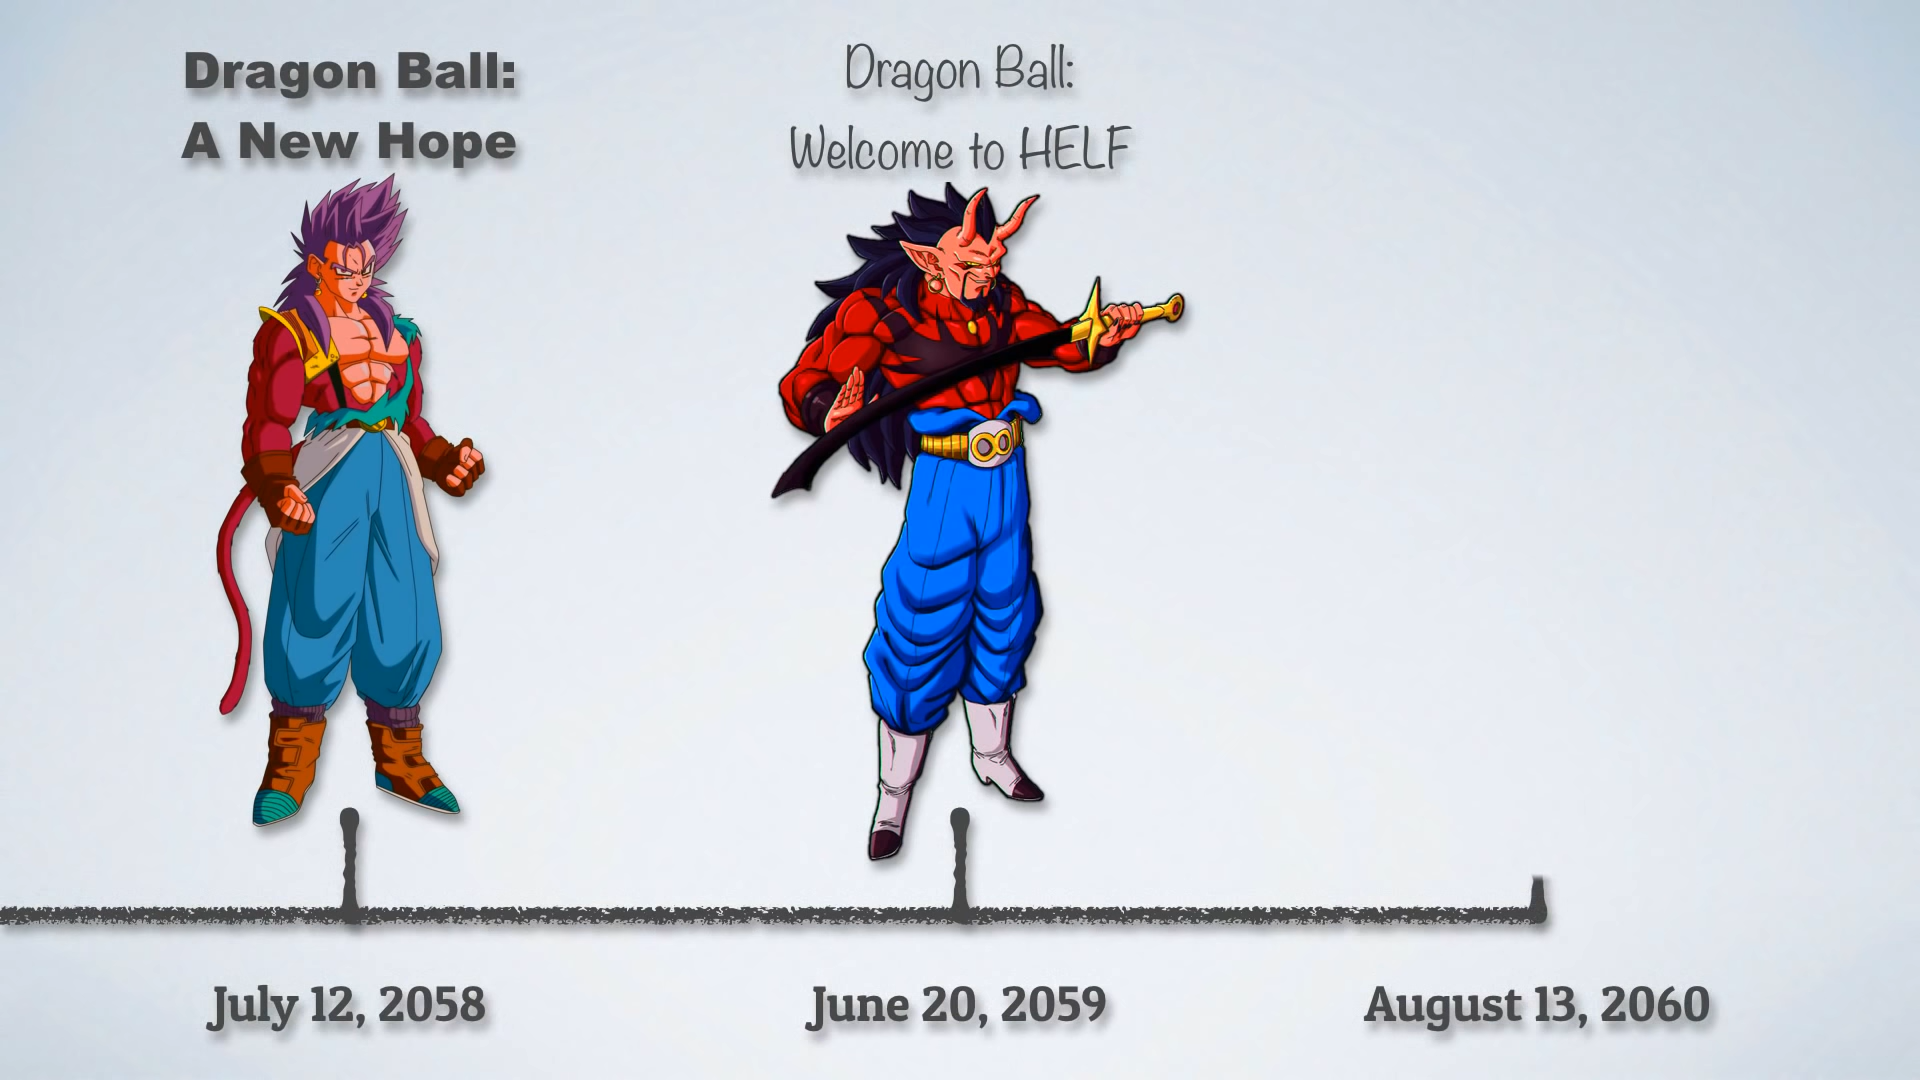 Dragon Ball:
A New Hope
Dragon Ball:
Welcome to HELF
July 12, 2058
June 20, 2059
August 13, 2060